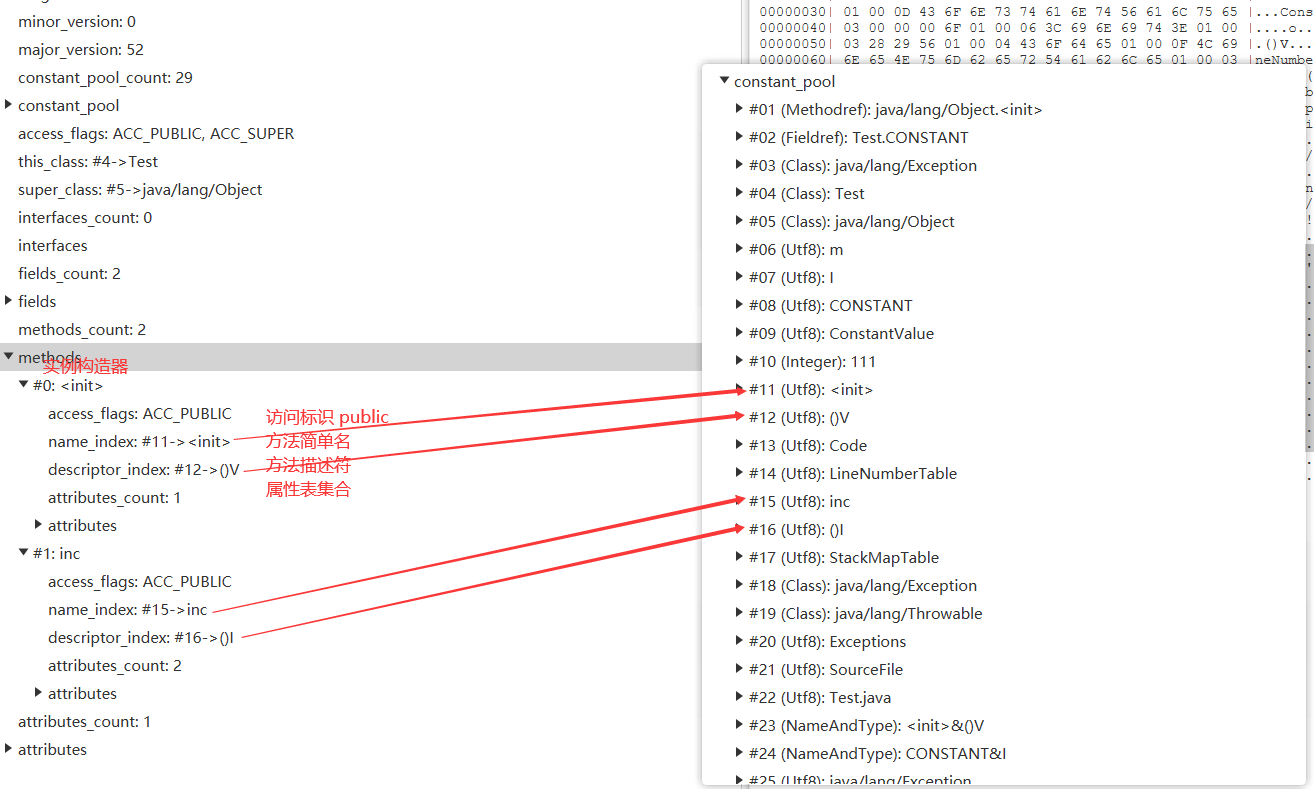 minor_version: 0
major_version: 52
constant_pool_count: 29
constant_pool
access_flags: ACC_PUBLIC, ACC_SUPER
this_class: #4->Test
super_class: #5->java/lang/Object
interfaces_count: 0
interfaces
fields_count: 2
fields
methods_count: 2
methods
实例构造器
#0: <init>
access_flags: ACC_PUBLIC
name_index: #11-><init>
descriptor_index: #12->()V
attributes_count: 1
attributes
访问标识 public
方法简单名
方法描述符
属性表集合
#1: inc
access_flags: ACC_PUBLIC
name_index: #15->inc
descriptor_index: #16->()I
attributes_count: 2
attributes
attributes_count: 1
attributes
00000030| 01 00 0D 43 6F 6E 73 74 61 6E 74 56 61 6C 75 65 |...Cons
00000040| 03 00 00 00 6F 01 00 06 3C 69 6E 69 74 3E 01 00 |....o..
00000050| 03 28 29 56 01 00 04 43 6F 64 65 01 00 0F 4C 69 |.()V...
00000060| 6E 65 4E 75 6D 62 65 72 54 61 62 6C 65 01 00 03 |neNumbe
constant_pool
#01 (Methodref): java/lang/Object.<init>
#02 (Fieldref): Test.CONSTANT
#03 (Class): java/lang/Exception
#04 (Class): Test
#05 (Class): java/lang/Object
#06 (Utf8): m
#07 (Utf8): I
#08 (Utf8): CONSTANT
#09 (Utf8): ConstantValue
#10 (Integer): 111
#11 (Utf8): <init>
#12 (Utf8): ()V
#13 (Utf8): Code
#14 (Utf8): LineNumberTable
#15 (Utf8): inc
#16 (Utf8): ()I
#17 (Utf8): StackMapTable
#18 (Class): java/lang/Exception
#19 (Class): java/lang/Throwable
#20 (Utf8): Exceptions
#21 (Utf8): SourceFile
#22 (Utf8): Test.java
#23 (NameAndType): <init>&()V
#24 (NameAndType): CONSTANT&I
#25 (Utf8): java/lang/Exception